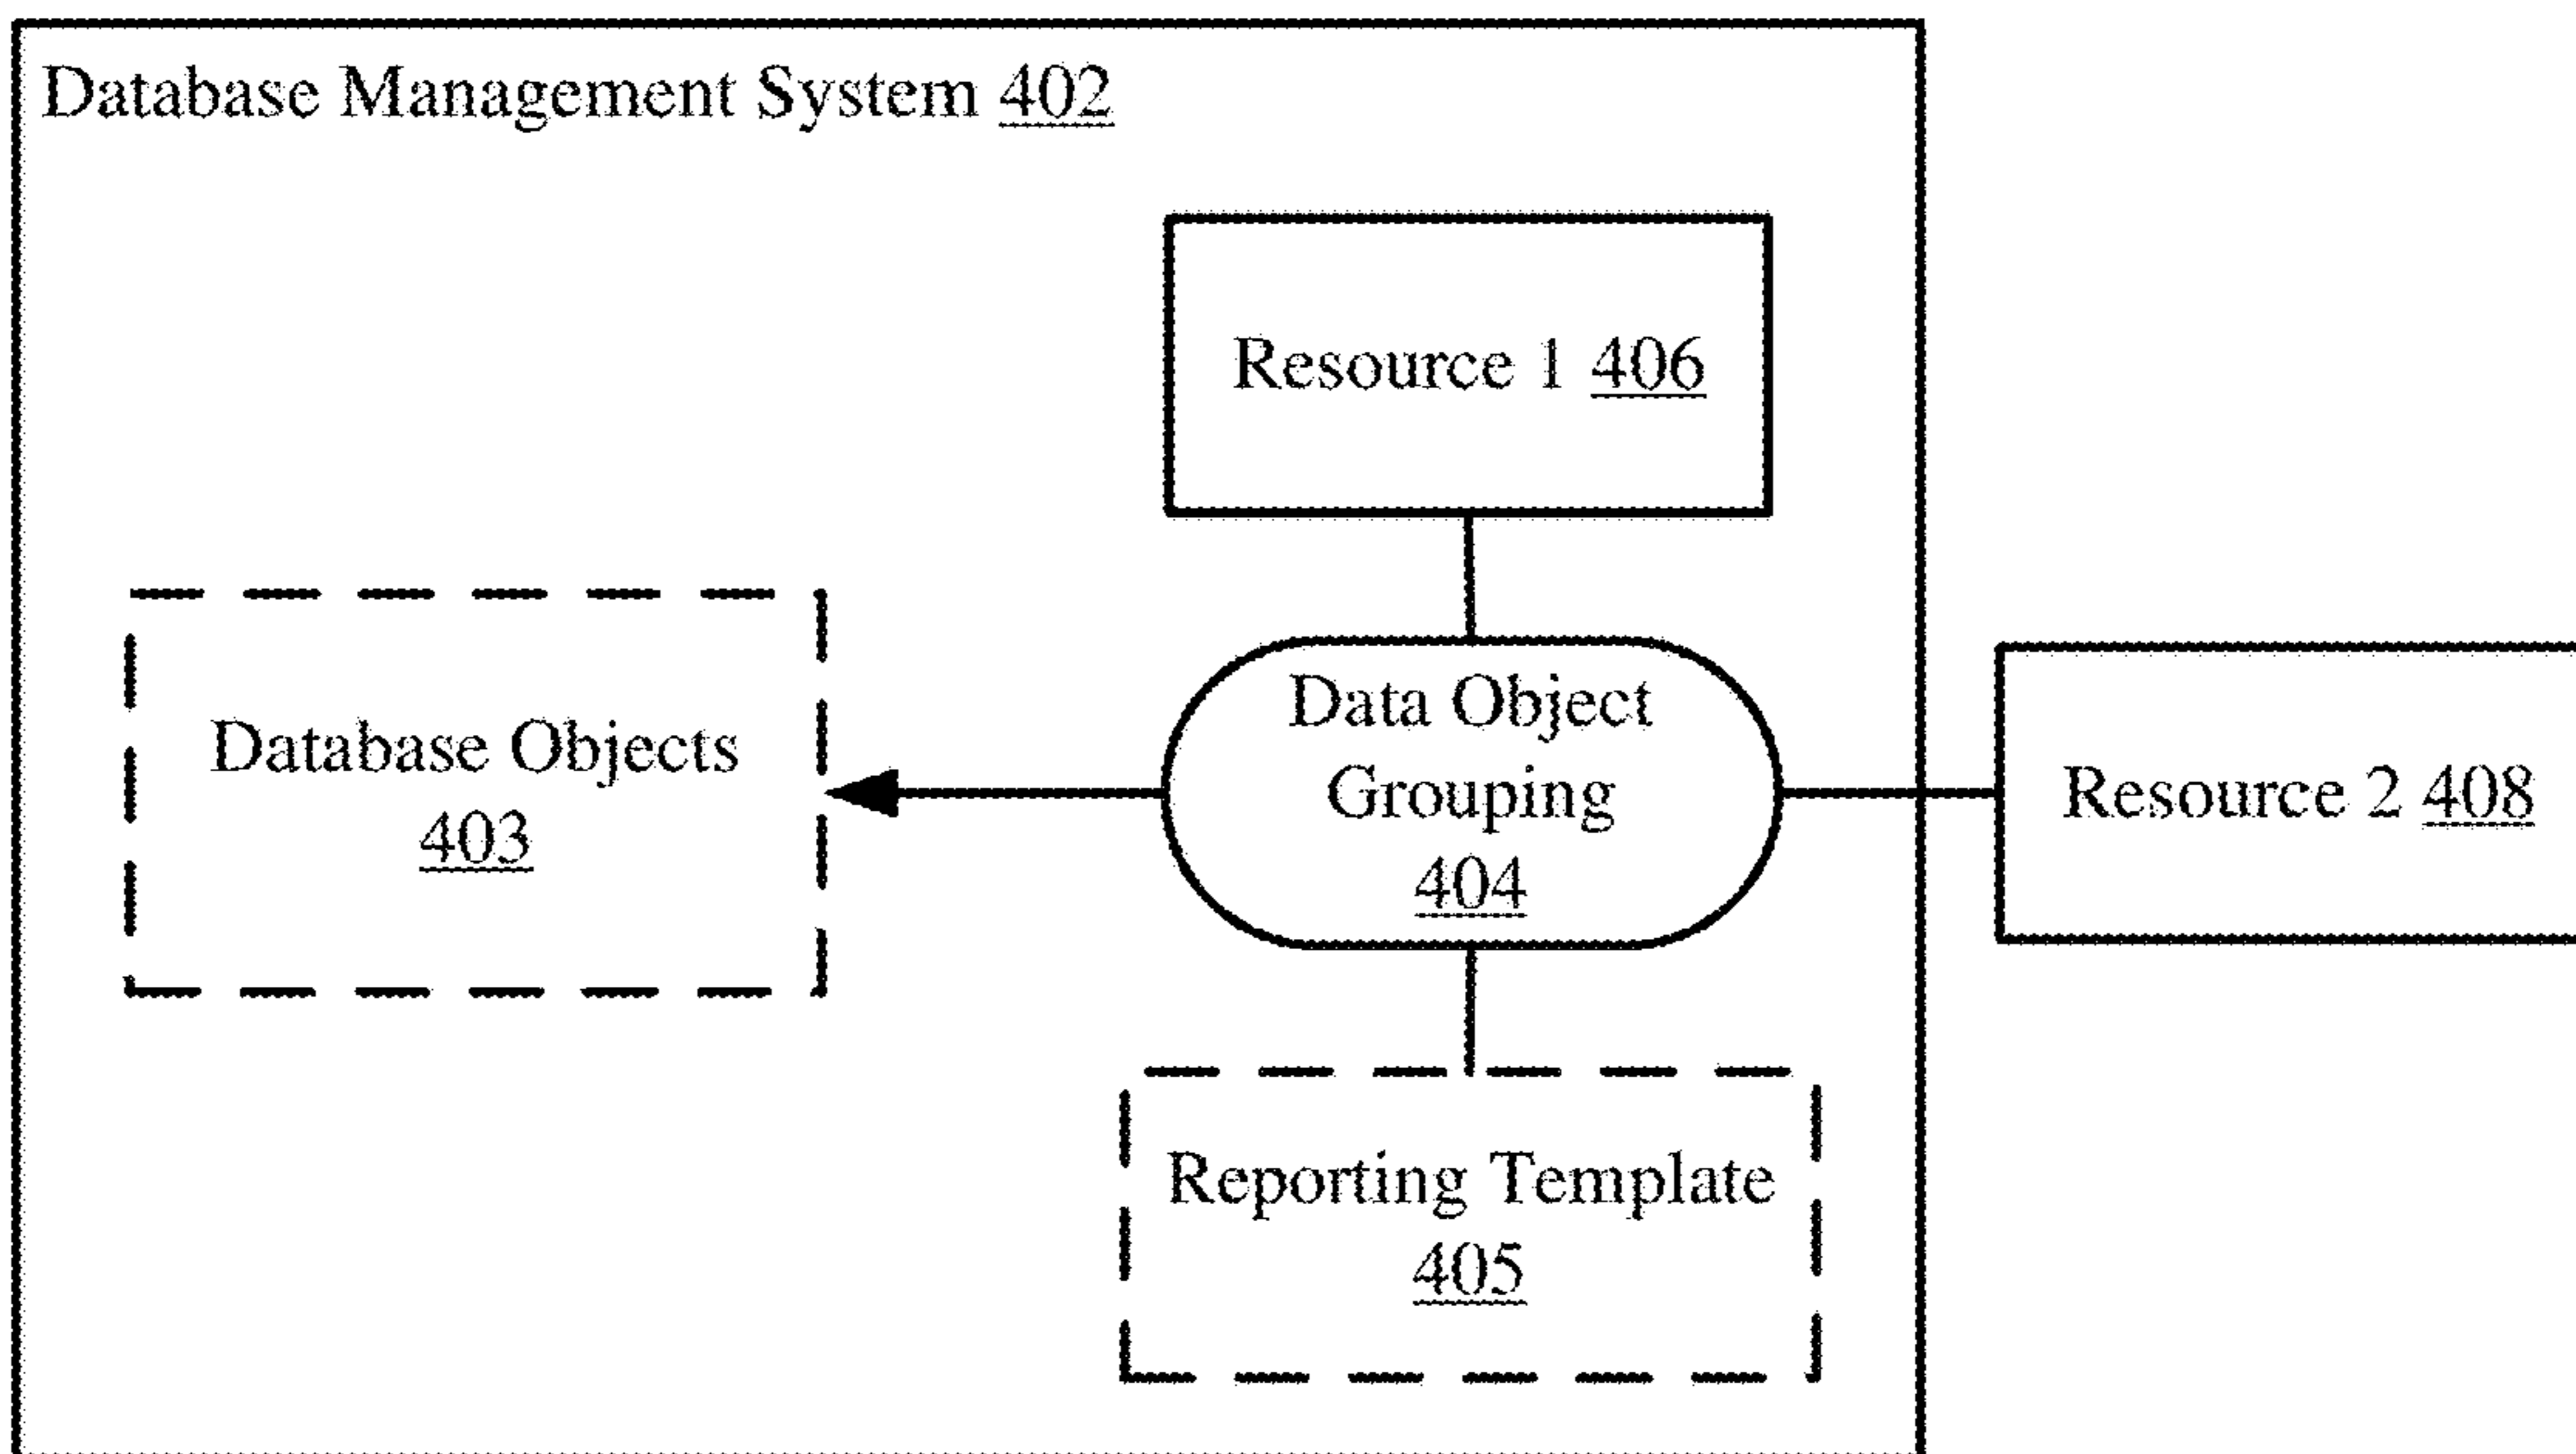 Database Management System 402
Resource 1 406
Database Objects
403
Data Object
Grouping
404
Resource 2 408
Reporting Template
405